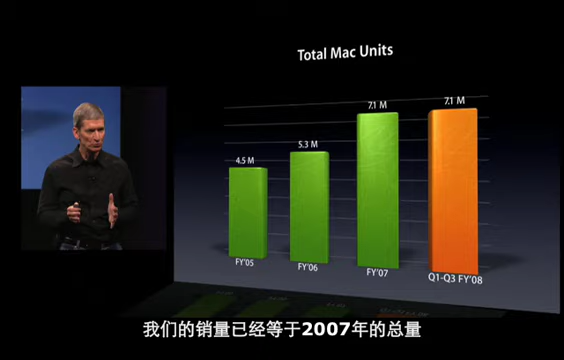 Total Mac Units
4.5 M
5.3 M
7.1 M
7.1 M
FY'05
FY'06
FY'07
Q1-Q3 FY'08
我们的销量已经等于2007年的总量